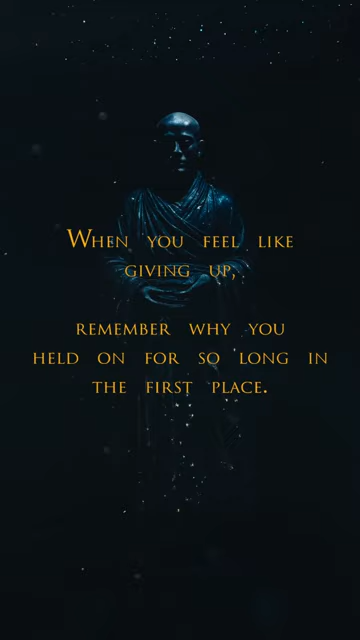 When you feel like
giving up,
remember why you
held on for so long in
the first place.